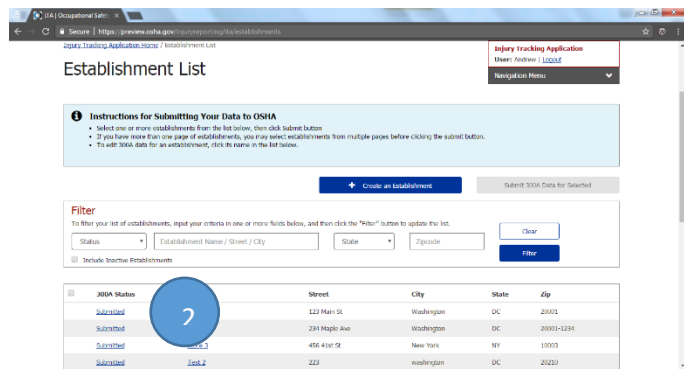 ITA | Occupational Safety
Secure | https://preview.osha.gov/injuryreporting/ita/establishments
Injury Tracking Application Home / Establishment List
Establishment List
Injury Tracking Application
User: Andrew | Logout
Navigation Menu
Instructions for Submitting Your Data to OSHA
• Select one or more establishments from the list below, then click Submit button
• If you have more than one page of establishments, you may select establishments from multiple pages before clicking the submit button.
• To edit 300A data for an establishment, click its name in the list below.
+ Create an Establishment
Submit 300A Data for Selected
Filter
To filter your list of establishments, input your criteria in one or more fields below, and then click the "Filter" button to update the list.
Status
Establishment Name / Street / City
State
Zipcode
Clear
Filter
Include Inactive Establishments
300A Status Street City State Zip
Submitted 123 Main St Washington DC 20001
Submitted 234 Maple Ave Washington DC 20001-1234
Submitted 3 456 41st St New York NY 10003
Submitted Test 2 223 washington DC 20210
2